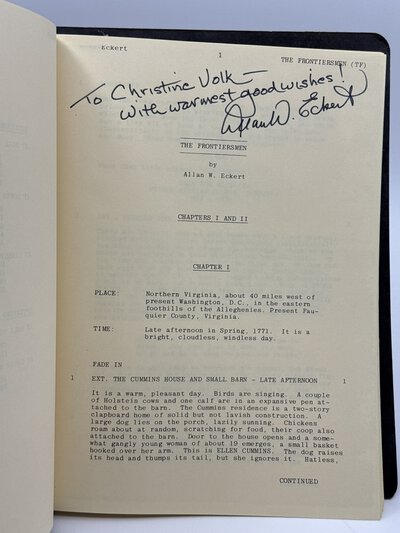 Eckert
1
THE FRONTIERSMEN (TF)
To Christine Volk —
with warmest good wishes!
Allan W. Eckert
THE FRONTIERSMEN
by
Allan W. Eckert
CHAPTERS I AND II
CHAPTER I
PLACE: Northern Virginia, about 40 miles west of
present Washington, D.C., in the eastern
foothills of the Alleghenies. Present Fau-
quier County, Virginia.
TIME: Late afternoon in Spring, 1771. It is a
bright, cloudless, windless day.
FADE IN
1 EXT. THE CUMMINS HOUSE AND SMALL BARN - LATE AFTERNOON 1
It is a warm, pleasant day. Birds are singing. A couple
of Holstein cows and one calf are in an expansive pen at-
tached to the barn. The Cummins residence is a two-story
clapboard home of solid but not lavish construction. A
large dog lies on the porch, lazily sunning. Chickens
roam about at random, scratching for food, their coop also
attached to the barn. Door to the house opens and a some-
what gangly young woman of about 19 emerges, a small basket
hooked over her arm. This is ELLEN CUMMINS. The dog raises
its head and thumps its tail, but she ignores it. Hatless,
CONTINUED